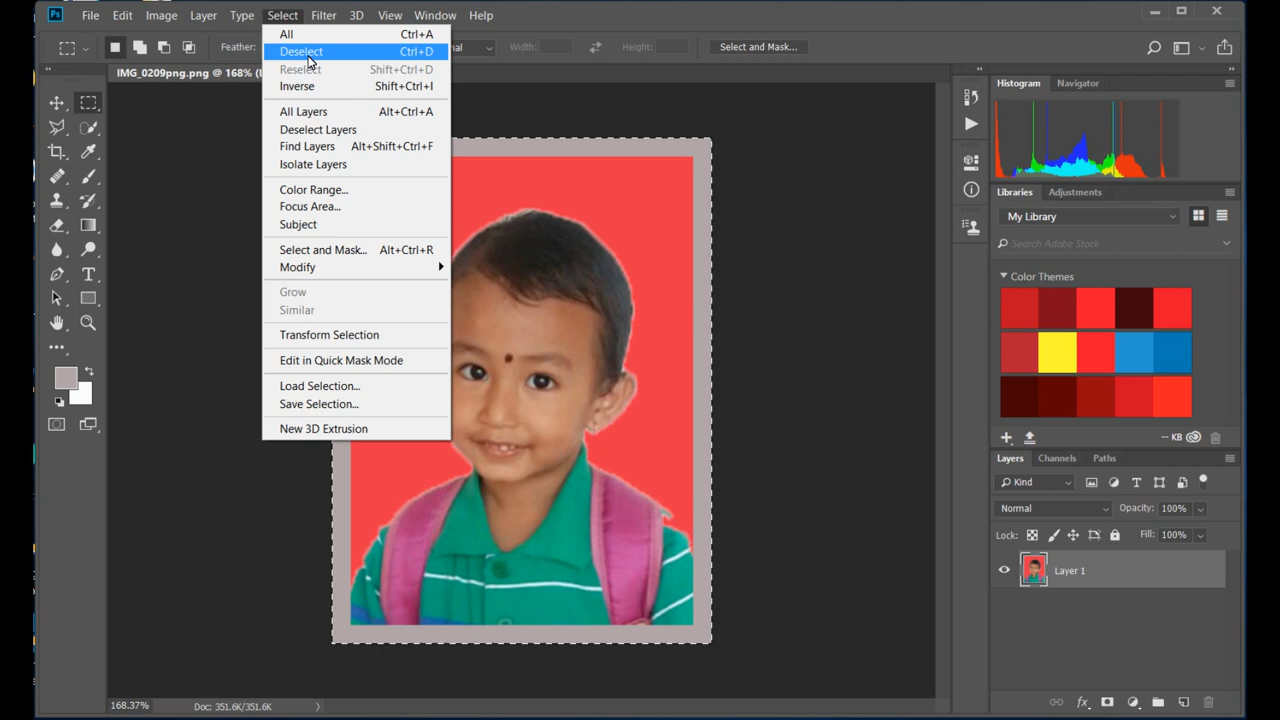 Ps File Edit Image Layer Type Select Filter 3D View Window Help
Feather: Width: Height: Select and Mask...
IMG_0209png.png @ 168%
All Ctrl+A
Deselect Ctrl+D
Reselect Shift+Ctrl+D
Inverse Shift+Ctrl+I
All Layers Alt+Ctrl+A
Deselect Layers
Find Layers Alt+Shift+Ctrl+F
Isolate Layers
Color Range...
Focus Area...
Subject
Select and Mask... Alt+Ctrl+R
Modify
Grow
Similar
Transform Selection
Edit in Quick Mask Mode
Load Selection...
Save Selection...
New 3D Extrusion
Histogram Navigator
Libraries Adjustments
My Library
Search Adobe Stock
Color Themes
-- KB
Layers Channels Paths
Kind
Normal Opacity: 100%
Lock: Fill: 100%
Layer 1
fx
168.37% Doc: 351.6K/351.6K